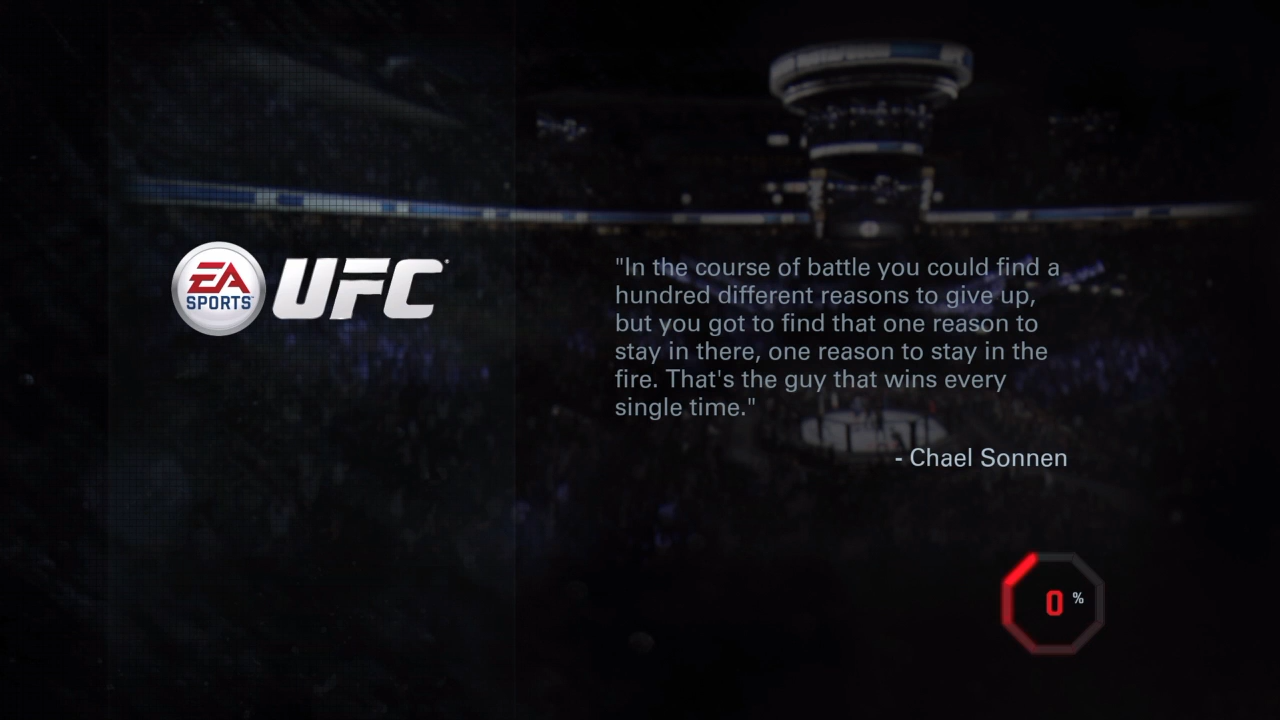 EA
SPORTS
UFC
"In the course of battle you could find a
hundred different reasons to give up,
but you got to find that one reason to
stay in there, one reason to stay in the
fire. That's the guy that wins every
single time."
- Chael Sonnen
0 %